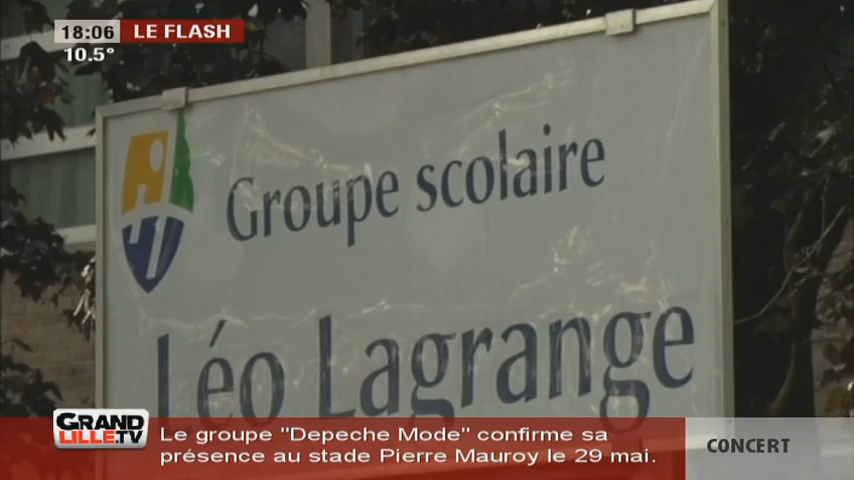 18:06 LE FLASH
10.5°
Groupe scolaire
Léo Lagrange
GRAND
LILLE TV
Le groupe "Depeche Mode" confirme sa
présence au stade Pierre Mauroy le 29 mai.
CONCERT